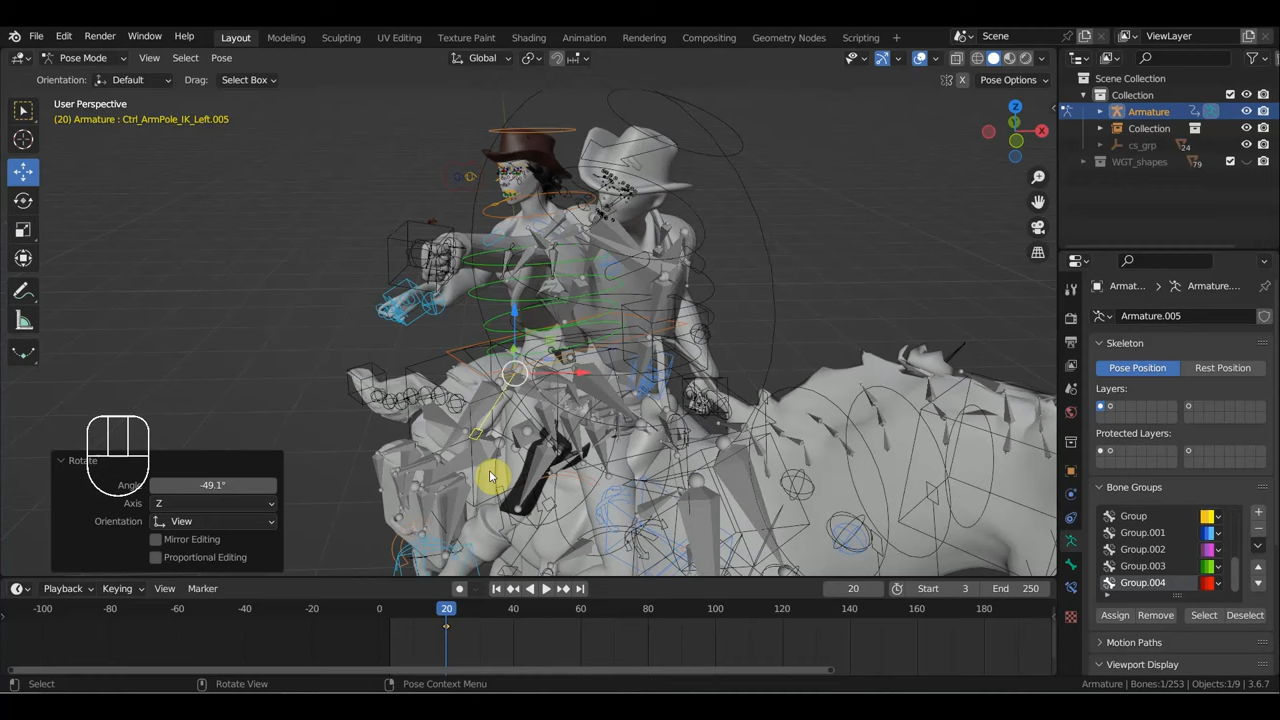 File Edit Render Window Help
Layout Modeling Sculpting UV Editing Texture Paint Shading Animation Rendering Compositing Geometry Nodes Scripting
Scene
ViewLayer
Pose Mode View Select Pose
Global
Orientation: Default Drag: Select Box
X Pose Options
User Perspective
(20) Armature : Ctrl_ArmPole_IK_Left.005
Z
Y
X
Rotate
Angle -49.1°
Axis Z
Orientation View
Mirror Editing
Proportional Editing
Scene Collection
Collection
Armature
Collection
cs_grp 24
WGT_shapes 79
Armat... Armature....
Armature.005
Skeleton
Pose Position Rest Position
Layers:
Protected Layers:
Bone Groups
Group
Group.001
Group.002
Group.003
Group.004
Assign Remove Select Deselect
Motion Paths
Viewport Display
Playback Keying View Marker
20 Start 3 End 250
-100 -80 -60 -40 -20 0 20 40 60 80 100 120 140 160 180
Select Rotate View Pose Context Menu
Armature | Bones:1/253 | Objects:1/9 | 3.6.7